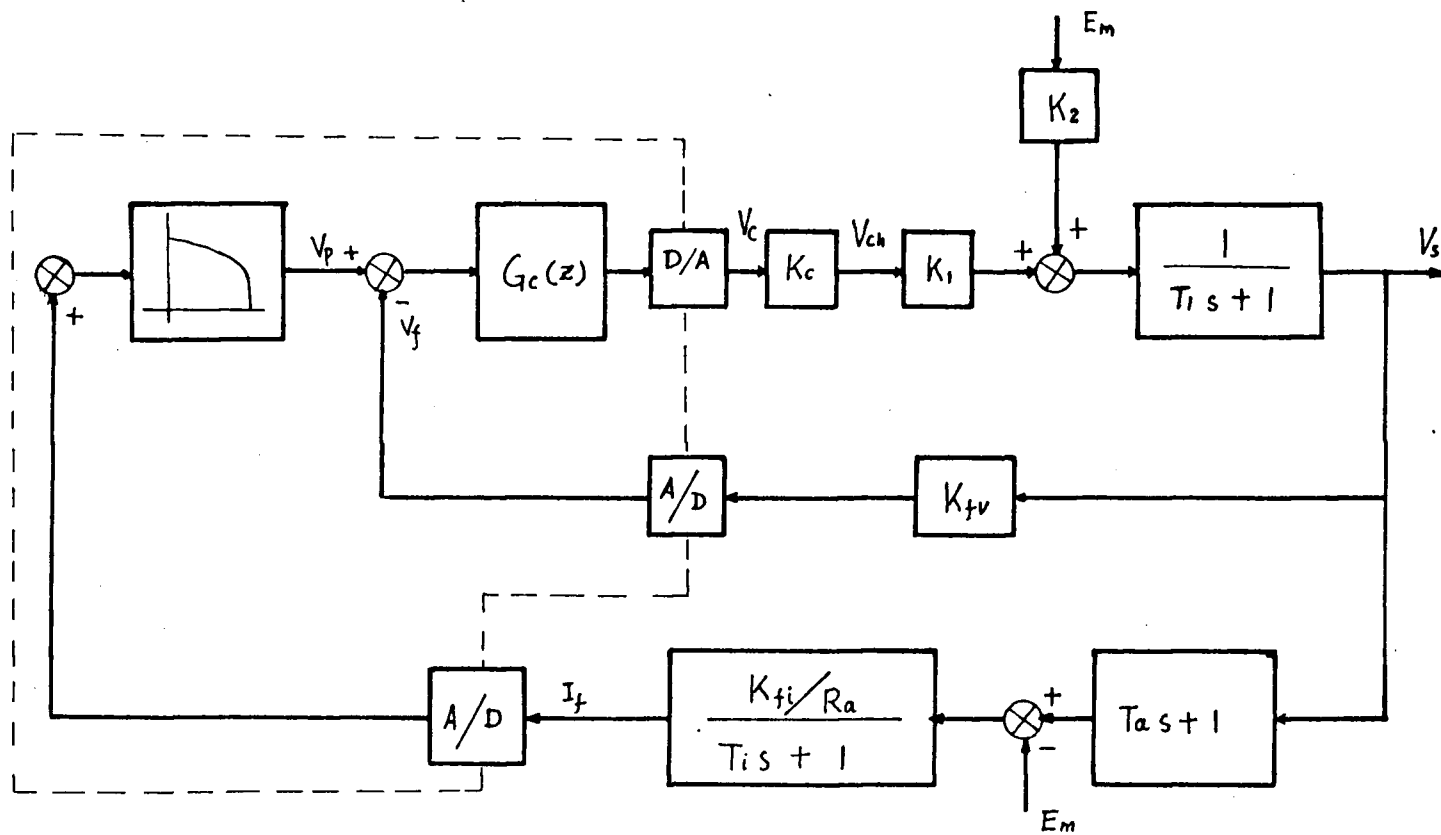 Em
K2
Vp +
-
Vf
Gc(z)
D/A
Vc
Kc
Vch
K1
+
+
1
T1 s + 1
Vs
+
A/D
Kfv
A/D
If
Kfi/Ra
Ti s + 1
+
-
Em
Ta s + 1